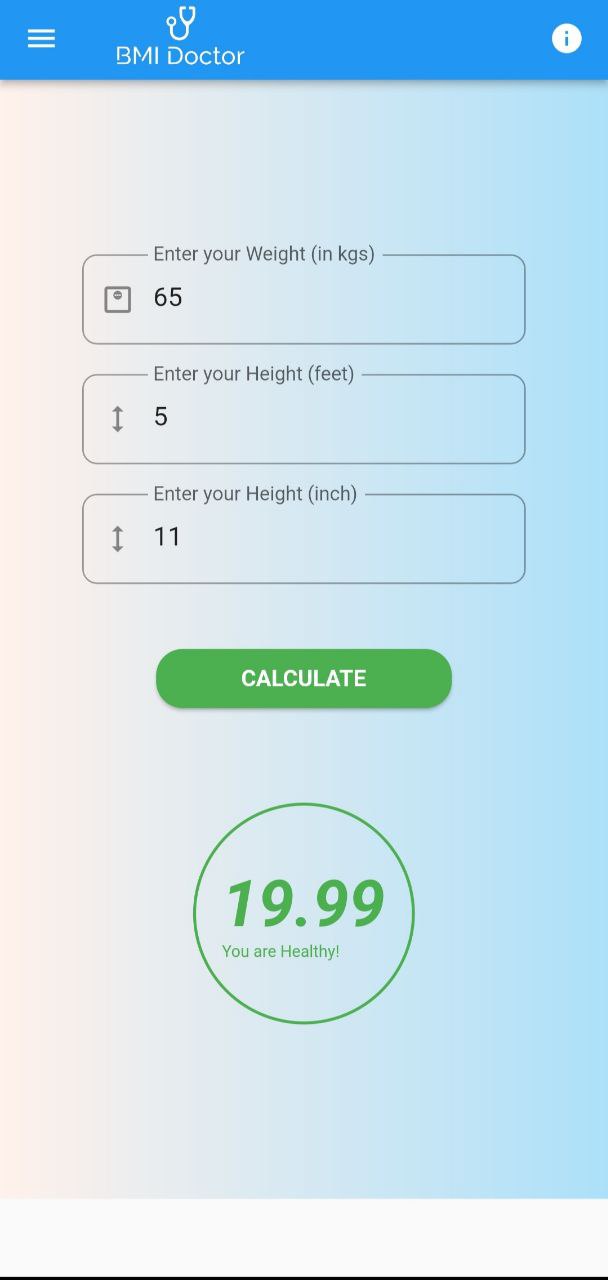 BMI Doctor
Enter your Weight (in kgs)
65
Enter your Height (feet)
5
Enter your Height (inch)
11
CALCULATE
19.99
You are Healthy!